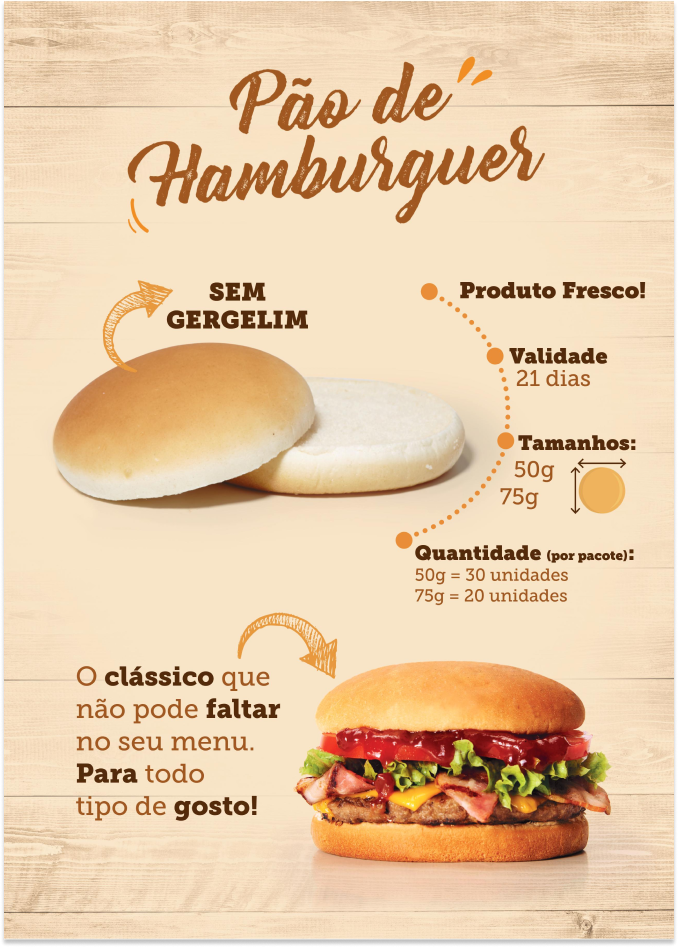 Pão de
Hamburguer
SEM
GERGELIM
Produto Fresco!
Validade
21 dias
Tamanhos:
50g
75g
Quantidade (por pacote):
50g = 30 unidades
75g = 20 unidades
O clássico que
não pode faltar
no seu menu.
Para todo
tipo de gosto!